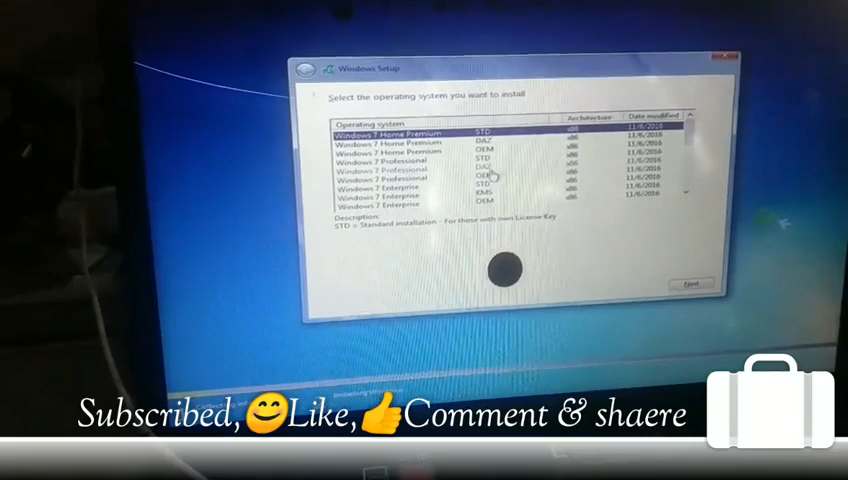 Windows Setup
Select the operating system you want to install
Operating system Architecture Date modified
Windows 7 Home Premium STD x86 11/6/2016
Windows 7 Home Premium DAZ x86 11/6/2016
Windows 7 Home Premium OEM x86 11/6/2016
Windows 7 Professional STD x86 11/6/2016
Windows 7 Professional DAZ x86 11/6/2016
Windows 7 Professional OEM x86 11/6/2016
Windows 7 Enterprise STD x86 11/6/2016
Windows 7 Enterprise KMS x86 11/6/2016
Windows 7 Enterprise OEM x86 11/6/2016
Description:
STD = Standard installation - For those with own License Key
Next
Subscribed,😊Like,👍Comment & shaere